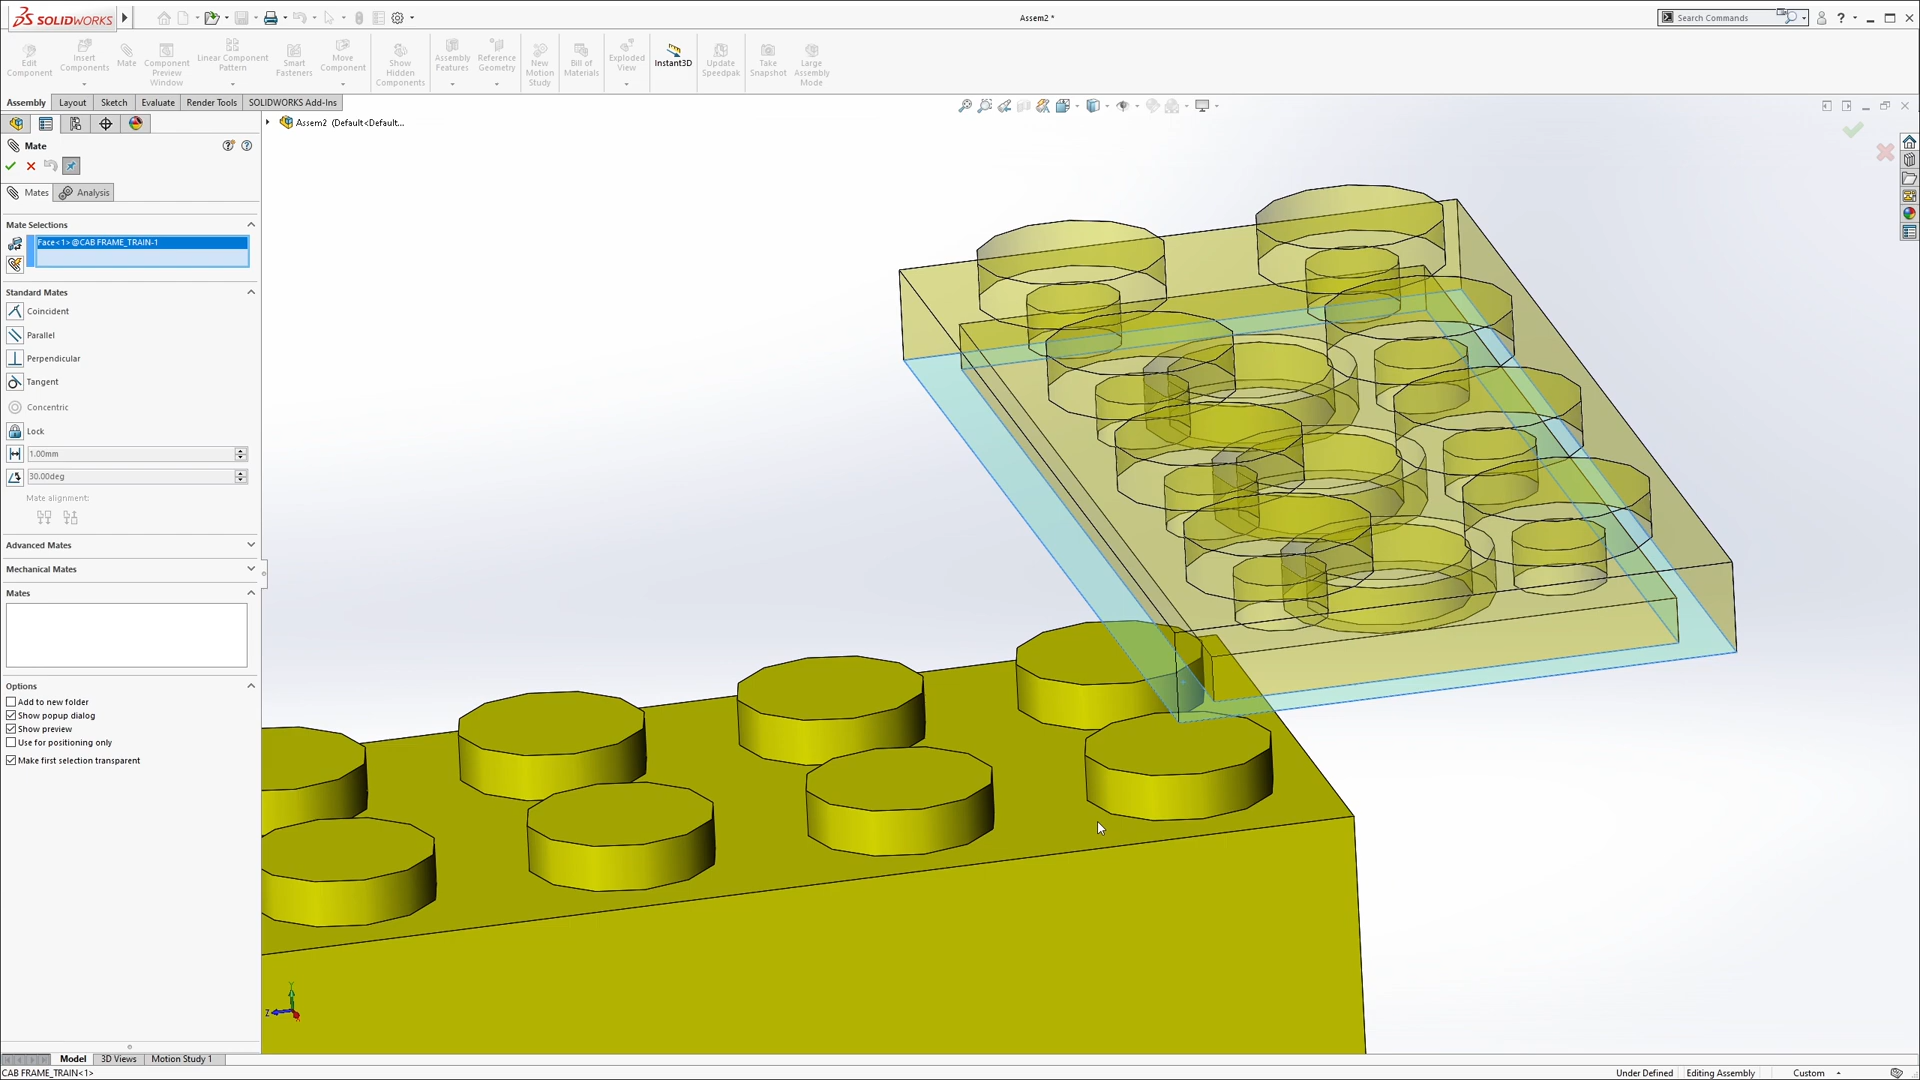 SOLIDWORKS
Assem2 *
Search Commands
Edit Component
Insert Components
Mate
Component Preview Window
Linear Component Pattern
Smart Fasteners
Move Component
Show Hidden Components
Assembly Features
Reference Geometry
New Motion Study
Bill of Materials
Exploded View
Instant3D
Update Speedpak
Take Snapshot
Large Assembly Mode
Assembly
Layout
Sketch
Evaluate
Render Tools
SOLIDWORKS Add-Ins
Assem2 (Default<Default...
Mate
Mates
Analysis
Mate Selections
Face<1>@CAB FRAME_TRAIN-1
Standard Mates
Coincident
Parallel
Perpendicular
Tangent
Concentric
Lock
1.00mm
30.00deg
Mate alignment:
Advanced Mates
Mechanical Mates
Mates
Options
Add to new folder
Show popup dialog
Show preview
Use for positioning only
Make first selection transparent
Y
Z
Model
3D Views
Motion Study 1
CAB FRAME_TRAIN<1>
Under Defined
Editing Assembly
Custom